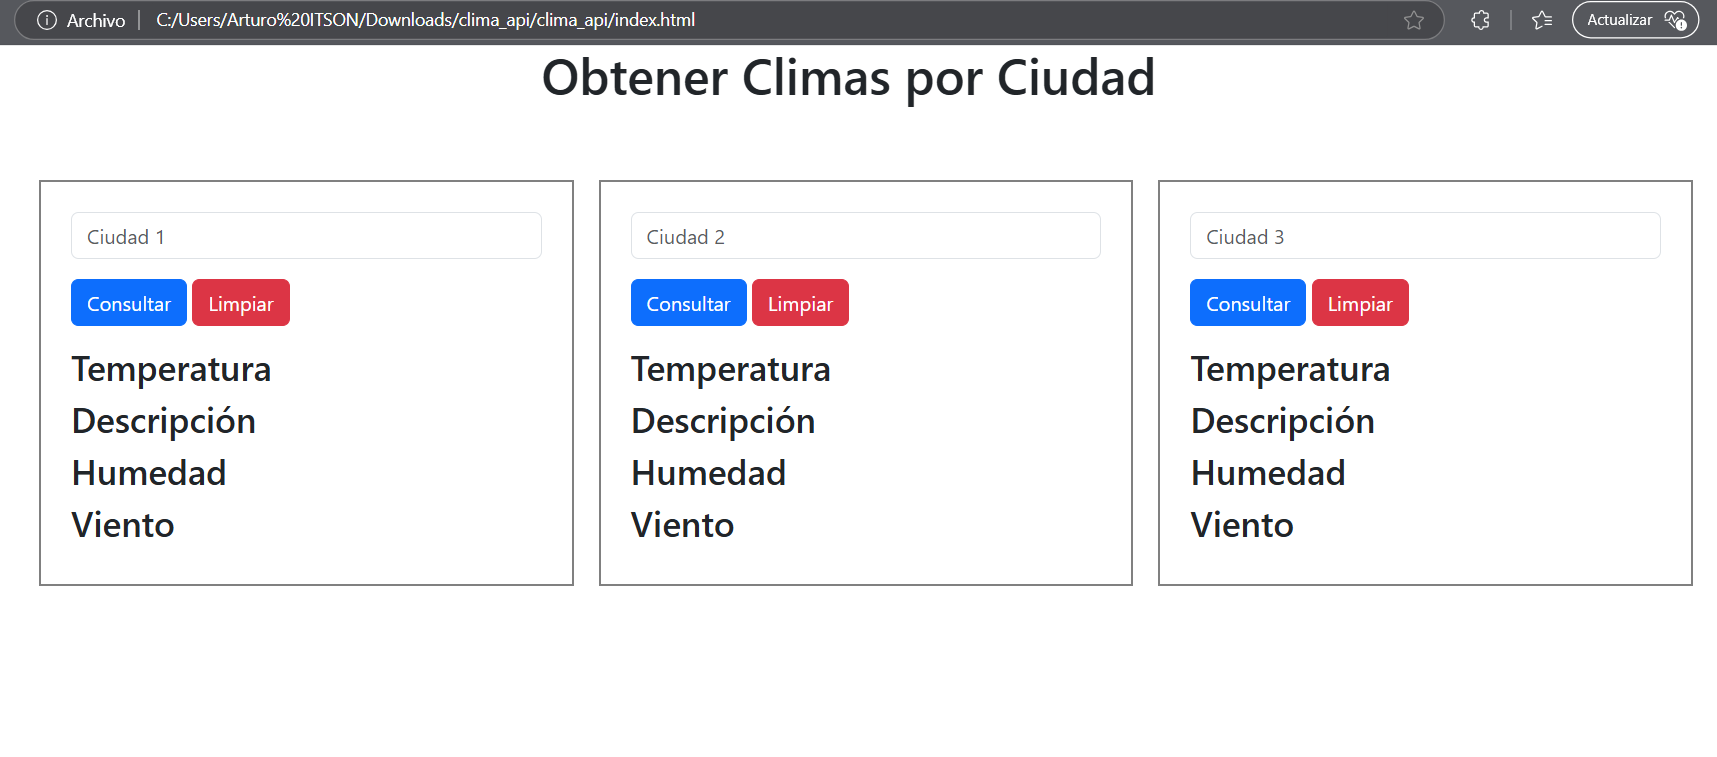 Archivo C:/Users/Arturo%20ITSON/Downloads/clima_api/clima_api/index.html Actualizar
Obtener Climas por Ciudad
Ciudad 1
Consultar Limpiar
Temperatura
Descripción
Humedad
Viento
Ciudad 2
Consultar Limpiar
Temperatura
Descripción
Humedad
Viento
Ciudad 3
Consultar Limpiar
Temperatura
Descripción
Humedad
Viento